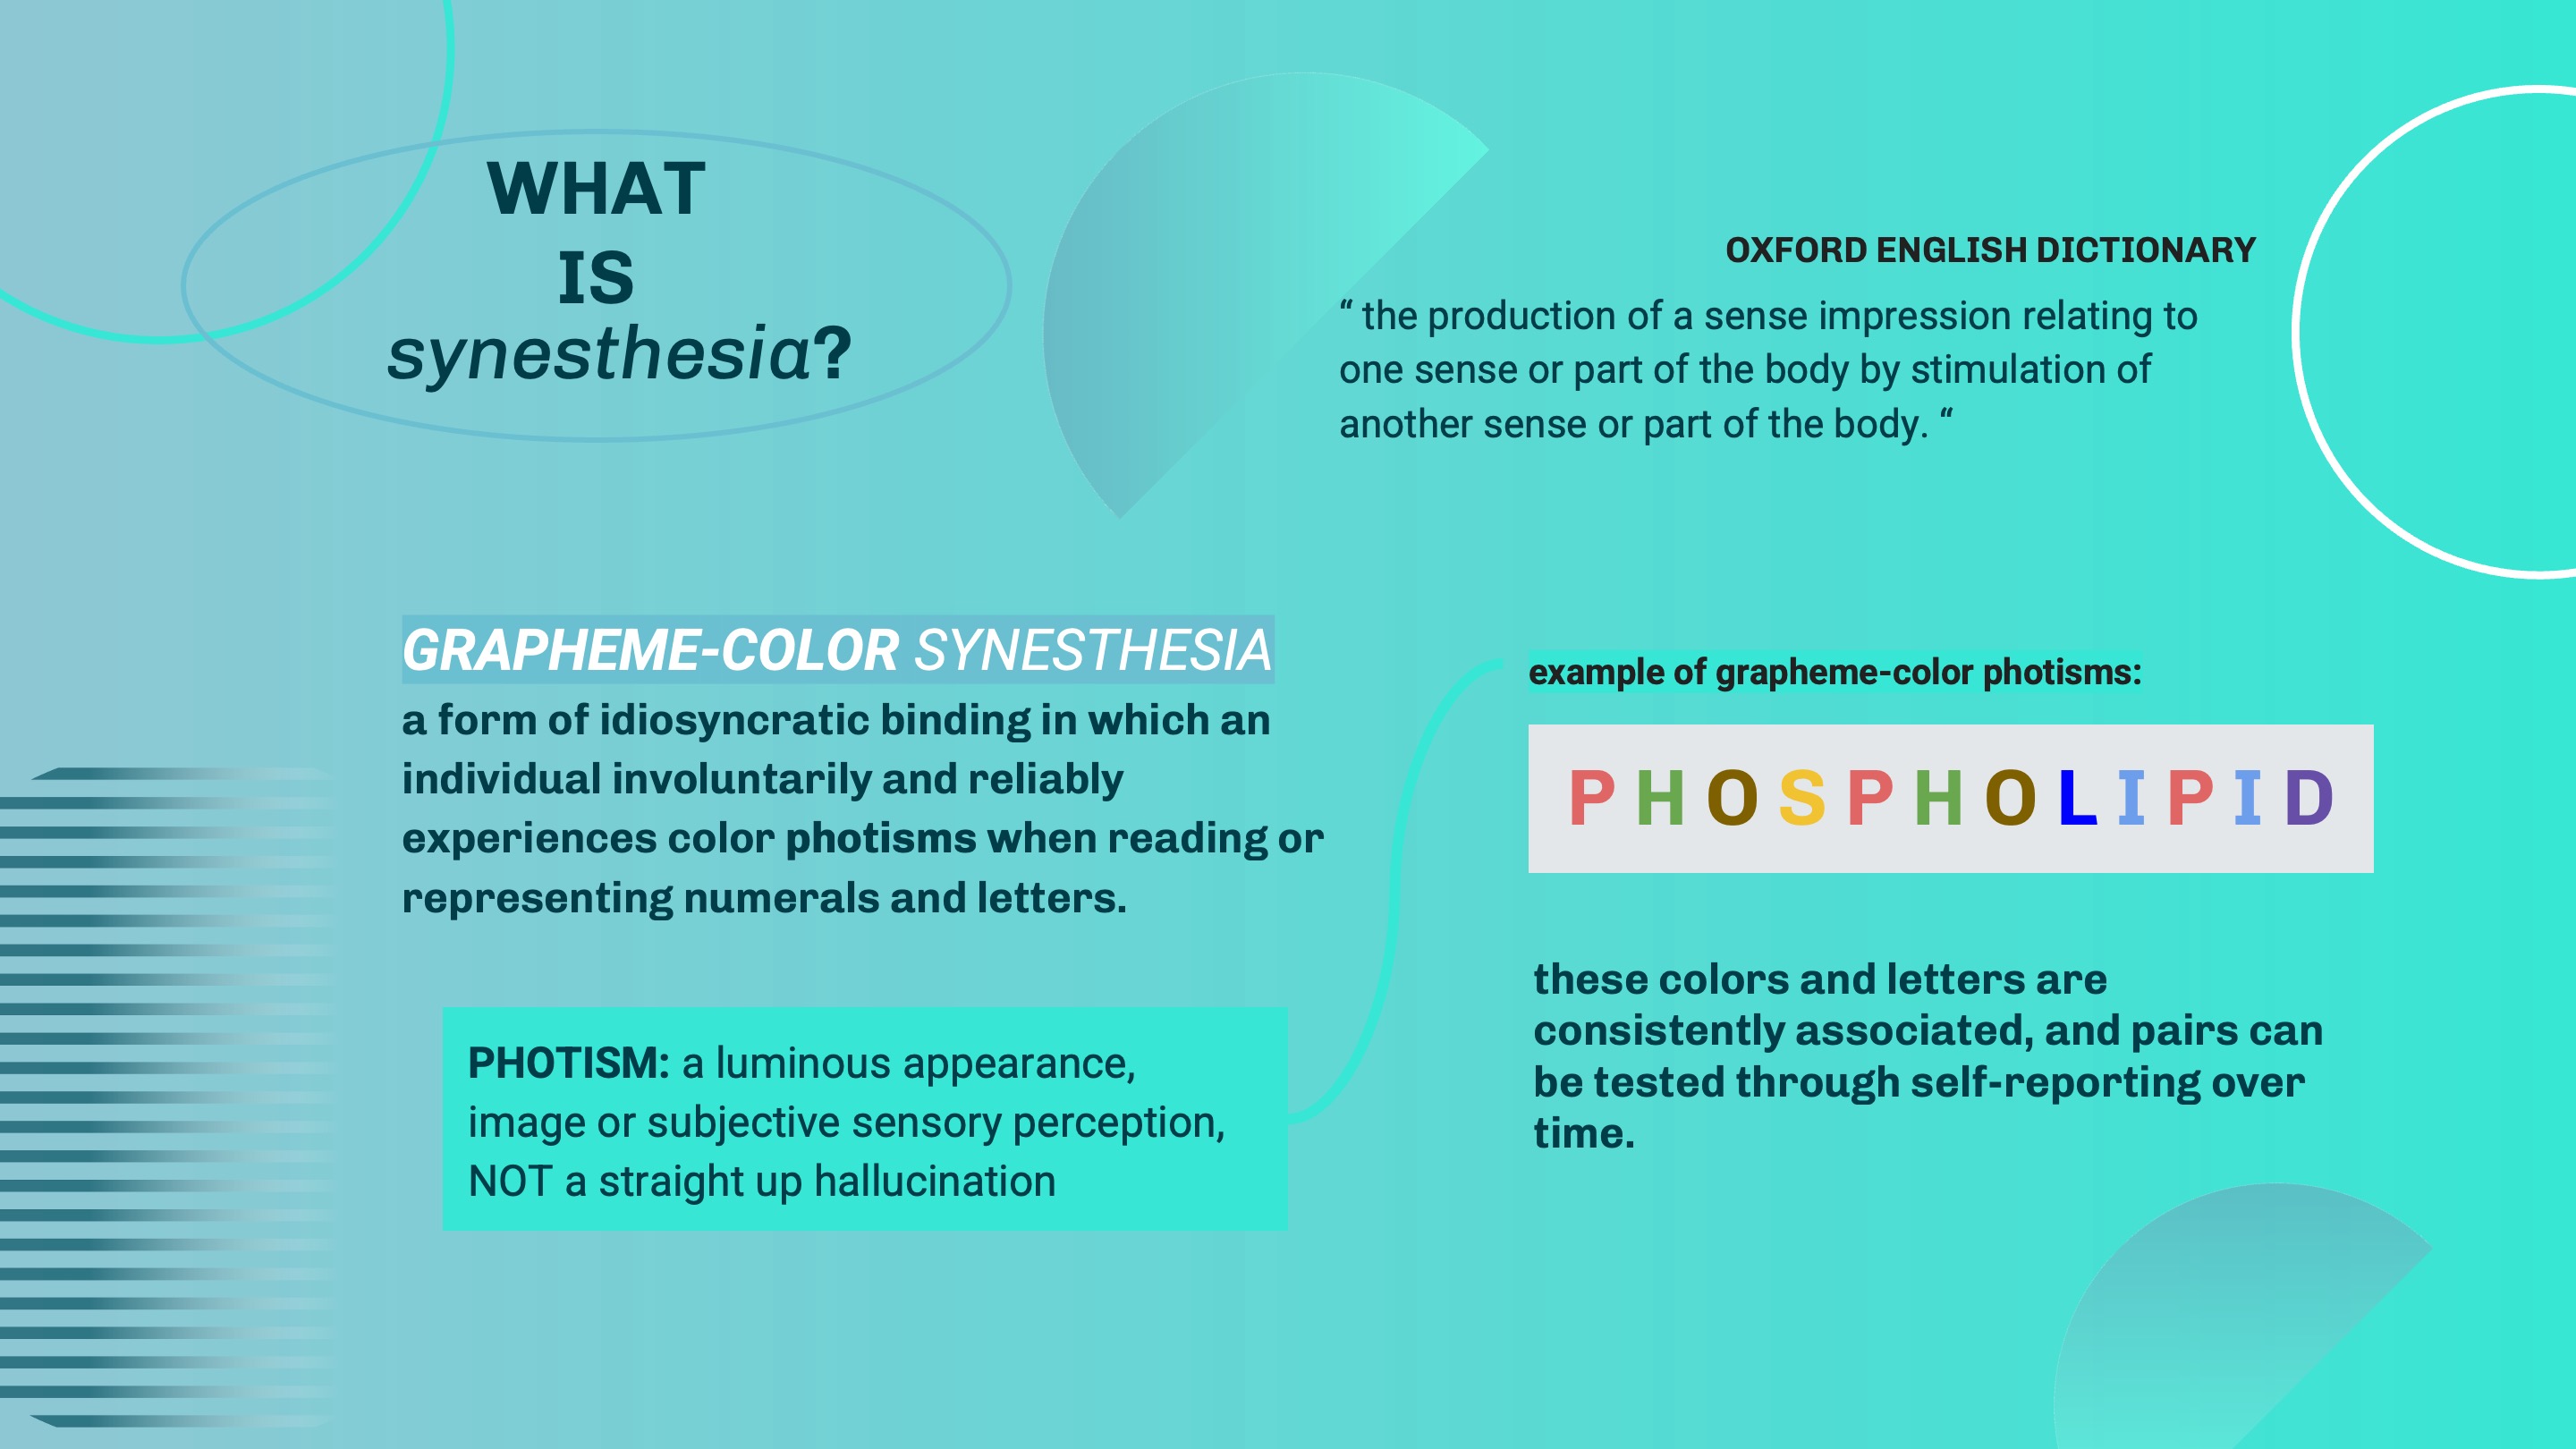 WHAT
IS
synesthesia?
OXFORD ENGLISH DICTIONARY
“ the production of a sense impression relating to
one sense or part of the body by stimulation of
another sense or part of the body. “
GRAPHEME-COLOR SYNESTHESIA
a form of idiosyncratic binding in which an
individual involuntarily and reliably
experiences color photisms when reading or
representing numerals and letters.
PHOTISM: a luminous appearance,
image or subjective sensory perception,
NOT a straight up hallucination
example of grapheme-color photisms:
P H O S P H O L I P I D
these colors and letters are
consistently associated, and pairs can
be tested through self-reporting over
time.